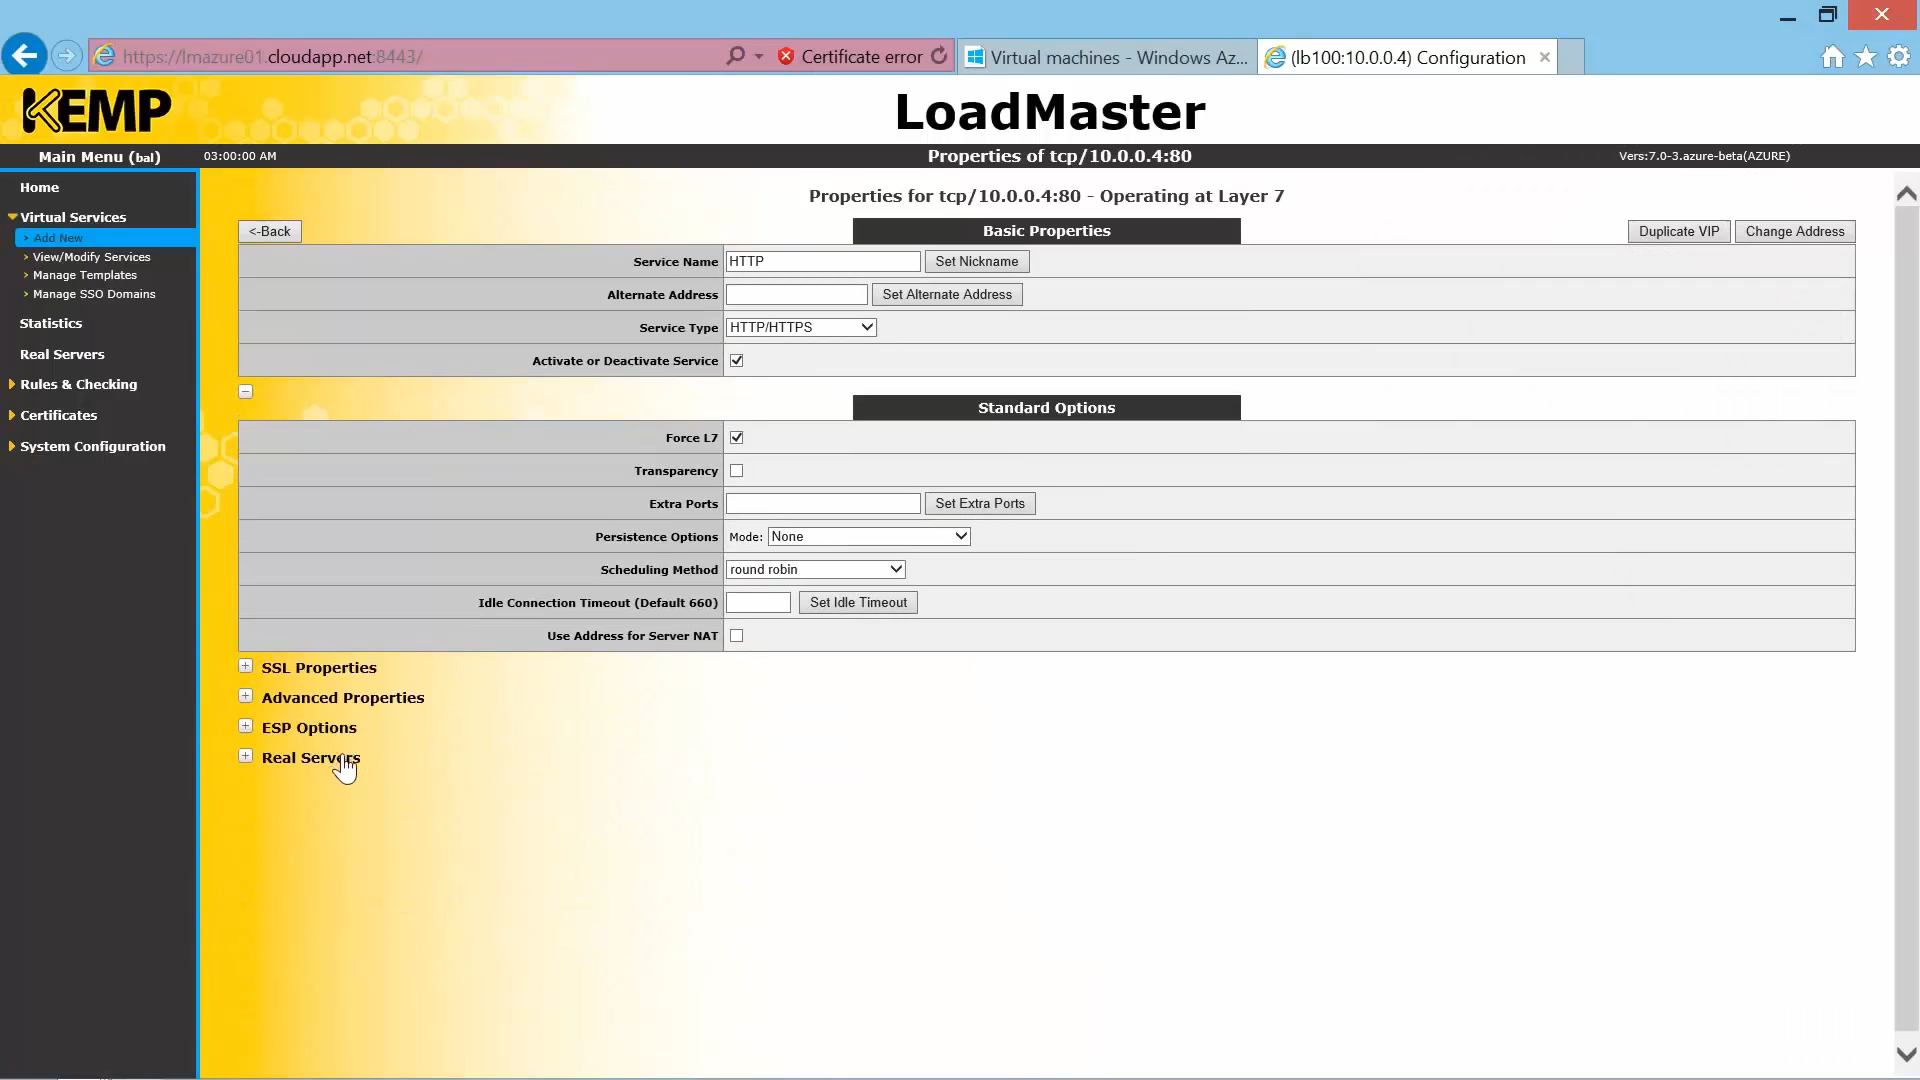 https://lmazure01.cloudapp.net:8443/
Certificate error
Virtual machines - Windows Az...
(lb100:10.0.0.4) Configuration
KEMP
LoadMaster
Main Menu (bal)
03:00:00 AM
Properties of tcp/10.0.0.4:80
Vers:7.0-3.azure-beta(AZURE)
Home
Virtual Services
Add New
View/Modify Services
Manage Templates
Manage SSO Domains
Statistics
Real Servers
Rules & Checking
Certificates
System Configuration
Properties for tcp/10.0.0.4:80 - Operating at Layer 7
<-Back
Basic Properties
Duplicate VIP
Change Address
Service Name HTTP Set Nickname
Alternate Address Set Alternate Address
Service Type HTTP/HTTPS
Activate or Deactivate Service
Standard Options
Force L7
Transparency
Extra Ports Set Extra Ports
Persistence Options Mode: None
Scheduling Method round robin
Idle Connection Timeout (Default 660) Set Idle Timeout
Use Address for Server NAT
SSL Properties
Advanced Properties
ESP Options
Real Servers